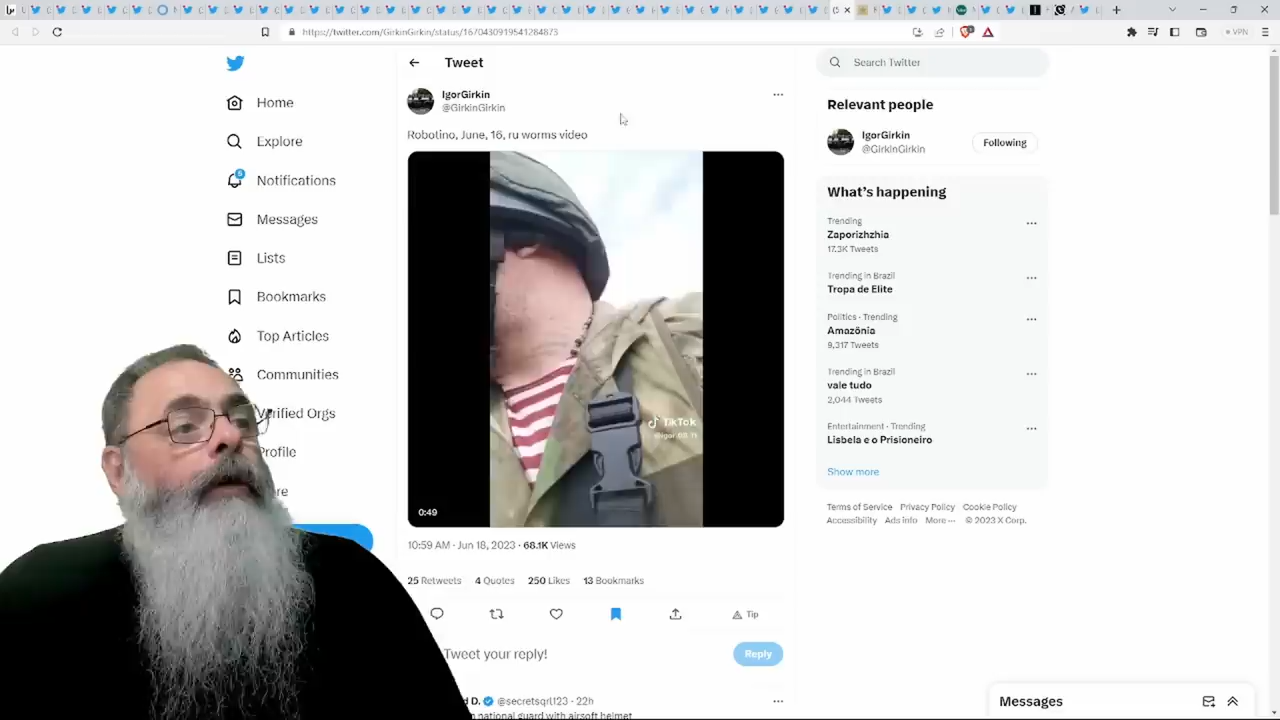 https://twitter.com/GirkinGirkin/status/1670430919541284873
VPN
Home
Explore
6
Notifications
Messages
Lists
Bookmarks
Top Articles
Communities
Verified Orgs
Profile
Tweet
IgorGirkin
@GirkinGirkin
Robotino, June, 16, ru worms video
TikTok
0:49
10:59 AM · Jun 18, 2023 · 68.1K Views
25 Retweets 4 Quotes 250 Likes 13 Bookmarks
Tip
Tweet your reply!
Reply
d D. @secretsqrl123 · 22h
national guard with airsoft helmet
Search Twitter
Relevant people
IgorGirkin
@GirkinGirkin
Following
What's happening
Trending
Zaporizhzhia
17.3K Tweets
Trending in Brazil
Tropa de Elite
Politics · Trending
Amazônia
9,317 Tweets
Trending in Brazil
vale tudo
2,044 Tweets
Entertainment · Trending
Lisbela e o Prisioneiro
Show more
Terms of Service Privacy Policy Cookie Policy
Accessibility Ads info More ··· © 2023 X Corp.
Messages